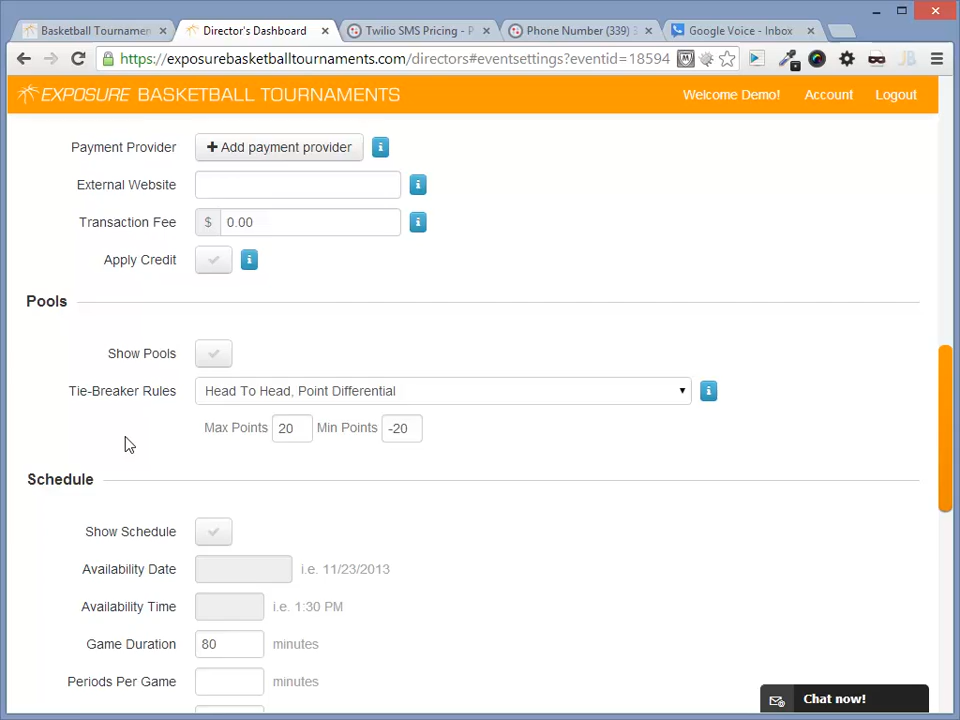 Basketball Tournamen
Director's Dashboard
Twilio SMS Pricing - P
Phone Number (339)
Google Voice - Inbox
https://exposurebasketballtournaments.com/directors#eventsettings?eventid=18594
EXPOSURE BASKETBALL TOURNAMENTS
Welcome Demo! Account Logout
Payment Provider + Add payment provider i
External Website i
Transaction Fee $ 0.00 i
Apply Credit i
Pools
Show Pools
Tie-Breaker Rules Head To Head, Point Differential i
Max Points 20 Min Points -20
Schedule
Show Schedule
Availability Date i.e. 11/23/2013
Availability Time i.e. 1:30 PM
Game Duration 80 minutes
Periods Per Game minutes
Chat now!